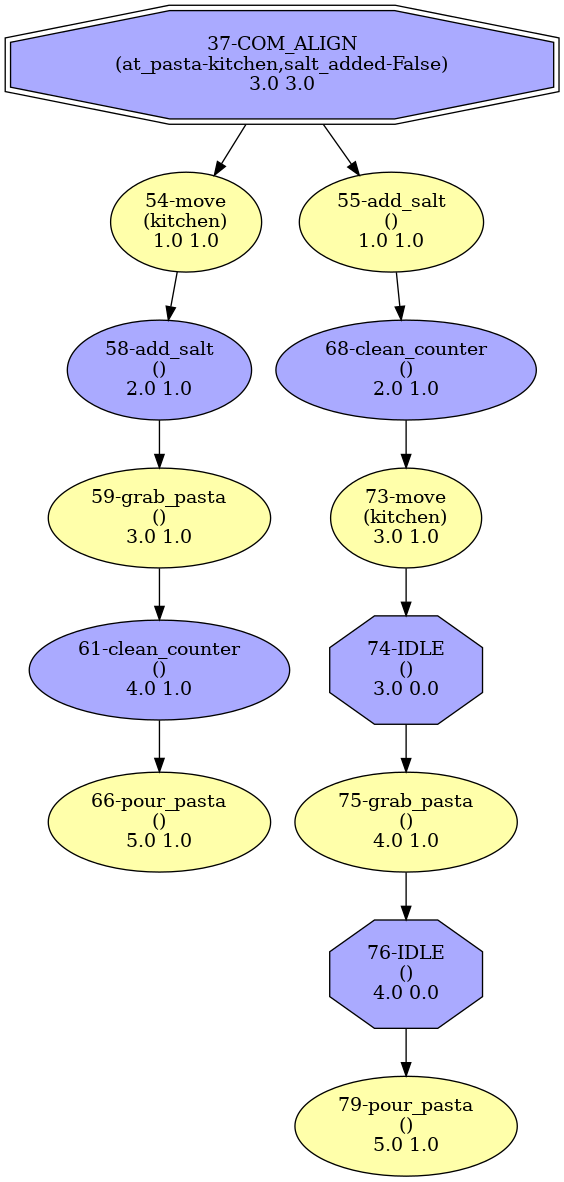 37-COM_ALIGN
(at_pasta-kitchen,salt_added-False)
3.0 3.0
54-move
(kitchen)
1.0 1.0
55-add_salt
()
1.0 1.0
58-add_salt
()
2.0 1.0
68-clean_counter
()
2.0 1.0
59-grab_pasta
()
3.0 1.0
73-move
(kitchen)
3.0 1.0
61-clean_counter
()
4.0 1.0
74-IDLE
()
3.0 0.0
66-pour_pasta
()
5.0 1.0
75-grab_pasta
()
4.0 1.0
76-IDLE
()
4.0 0.0
79-pour_pasta
()
5.0 1.0